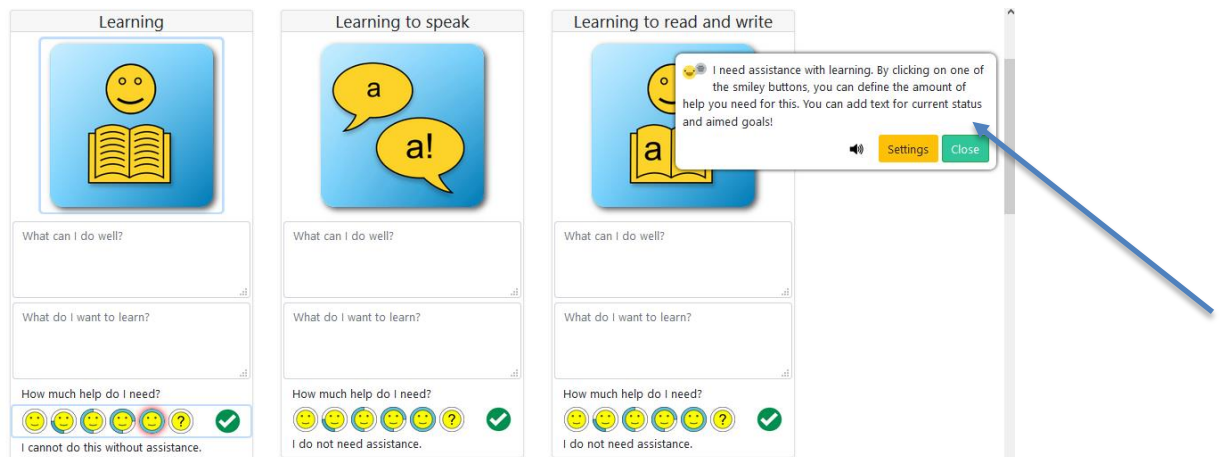 Learning
a
a!
What can I do well?
What do I want to learn?
How much help do I need?
?
I cannot do this without assistance.
Learning to speak
What can I do well?
What do I want to learn?
How much help do I need?
?
I do not need assistance.
Learning to read and write
a
What can I do well?
What do I want to learn?
How much help do I need?
?
I do not need assistance.
I need assistance with learning. By clicking on one of
the smiley buttons, you can define the amount of
help you need for this. You can add text for current status
and aimed goals!
Settings
Close